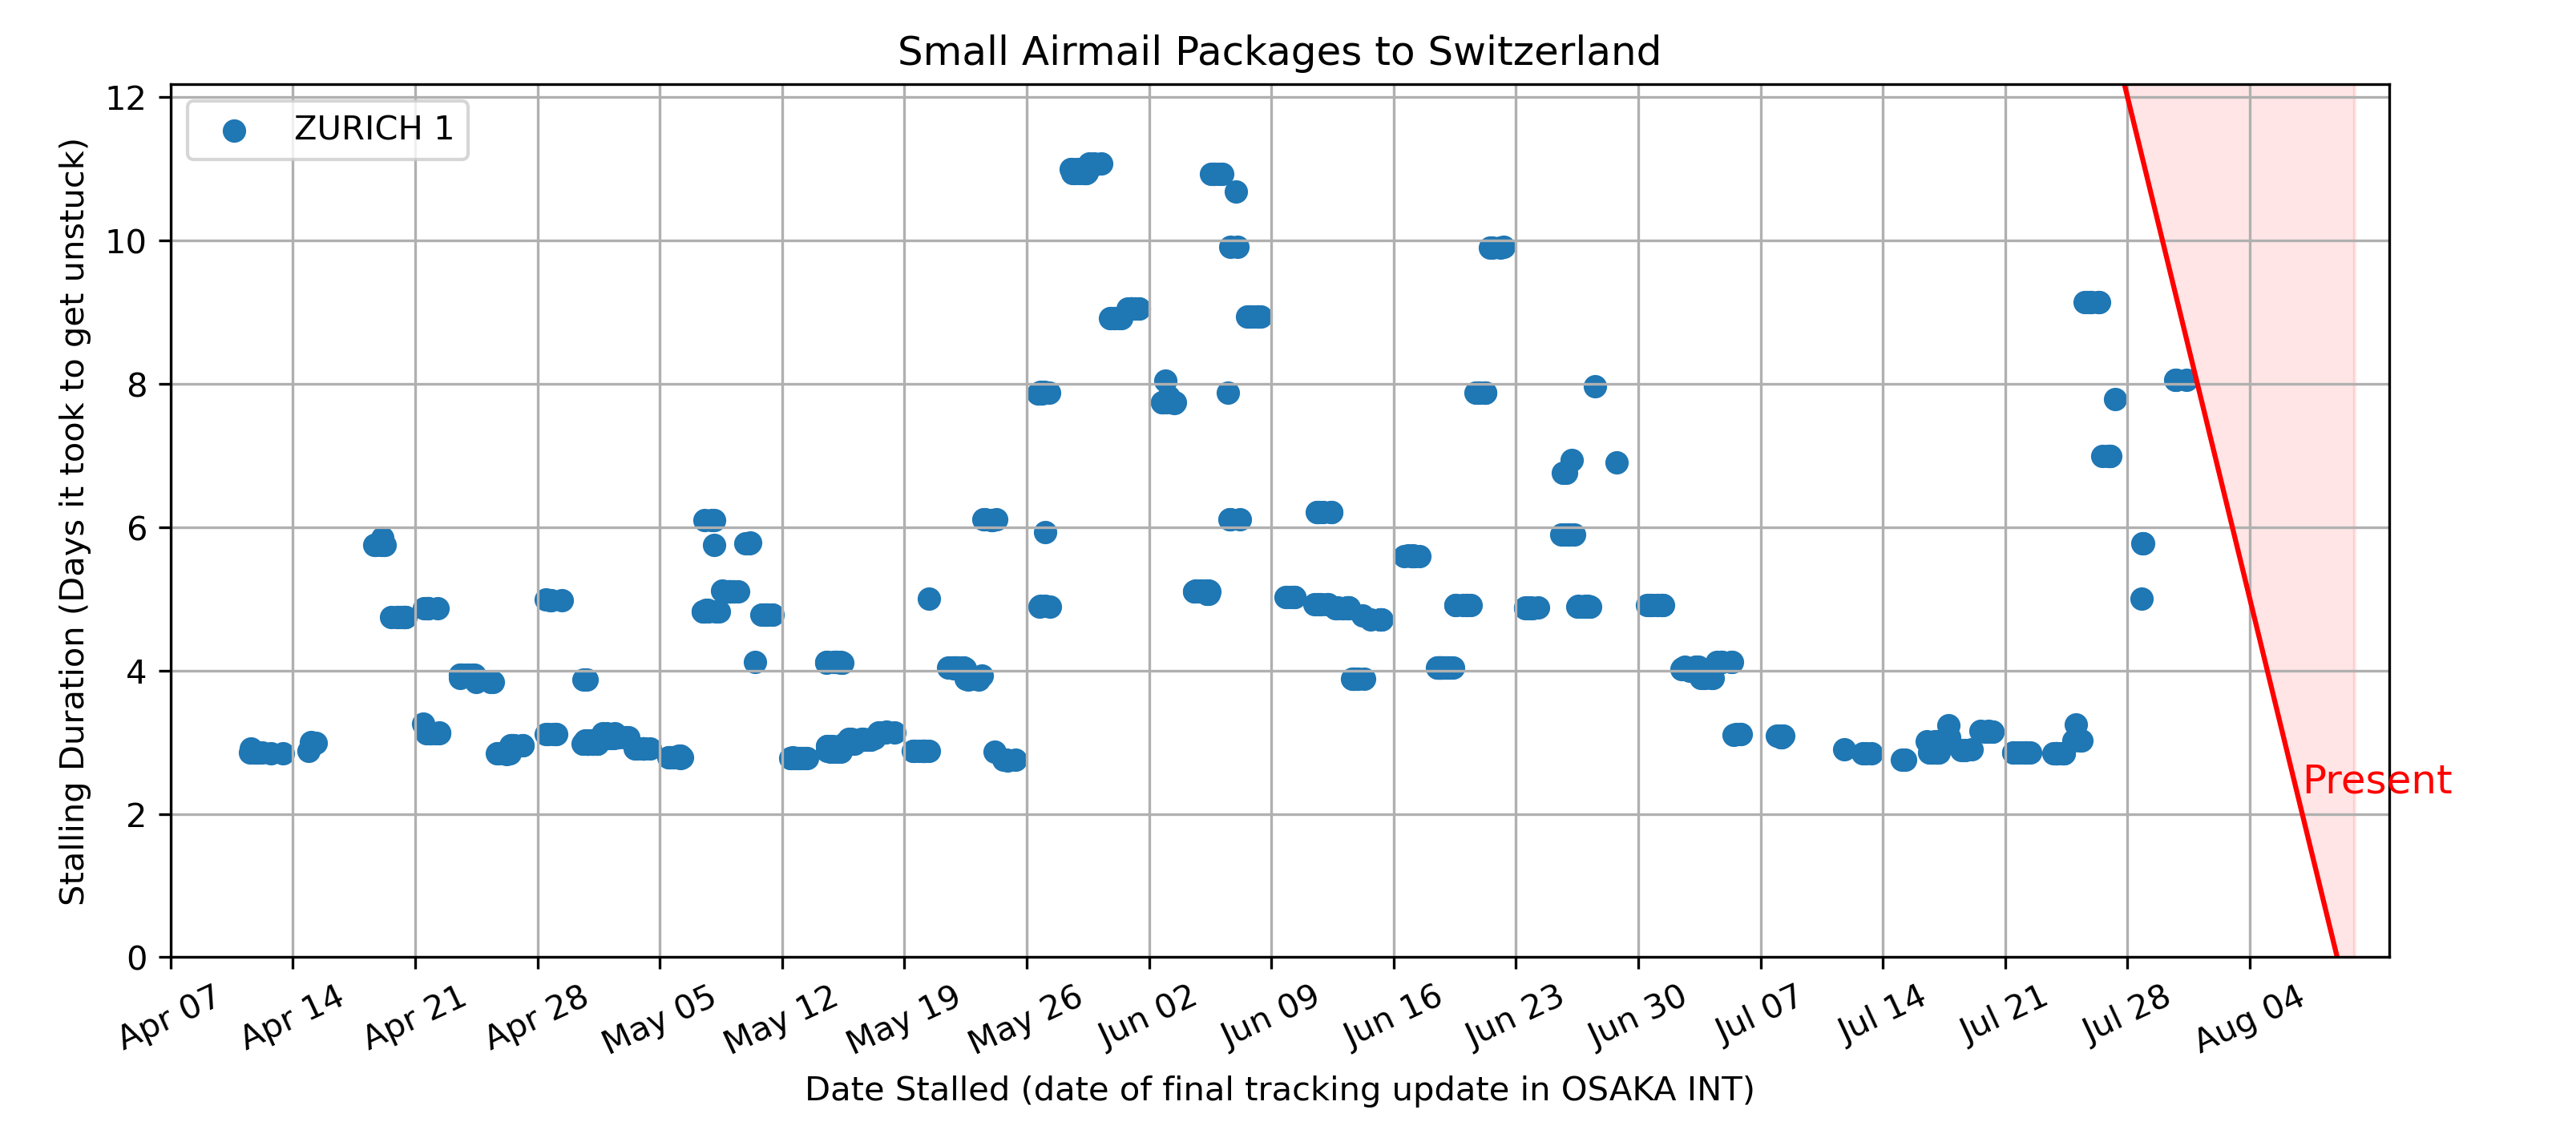 Small Airmail Packages to Switzerland
ZURICH 1
Stalling Duration (Days it took to get unstuck)
12
10
8
6
4
2
0
Present
Apr 07
Apr 14
Apr 21
Apr 28
May 05
May 12
May 19
May 26
Jun 02
Jun 09
Jun 16
Jun 23
Jun 30
Jul 07
Jul 14
Jul 21
Jul 28
Aug 04
Date Stalled (date of final tracking update in OSAKA INT)